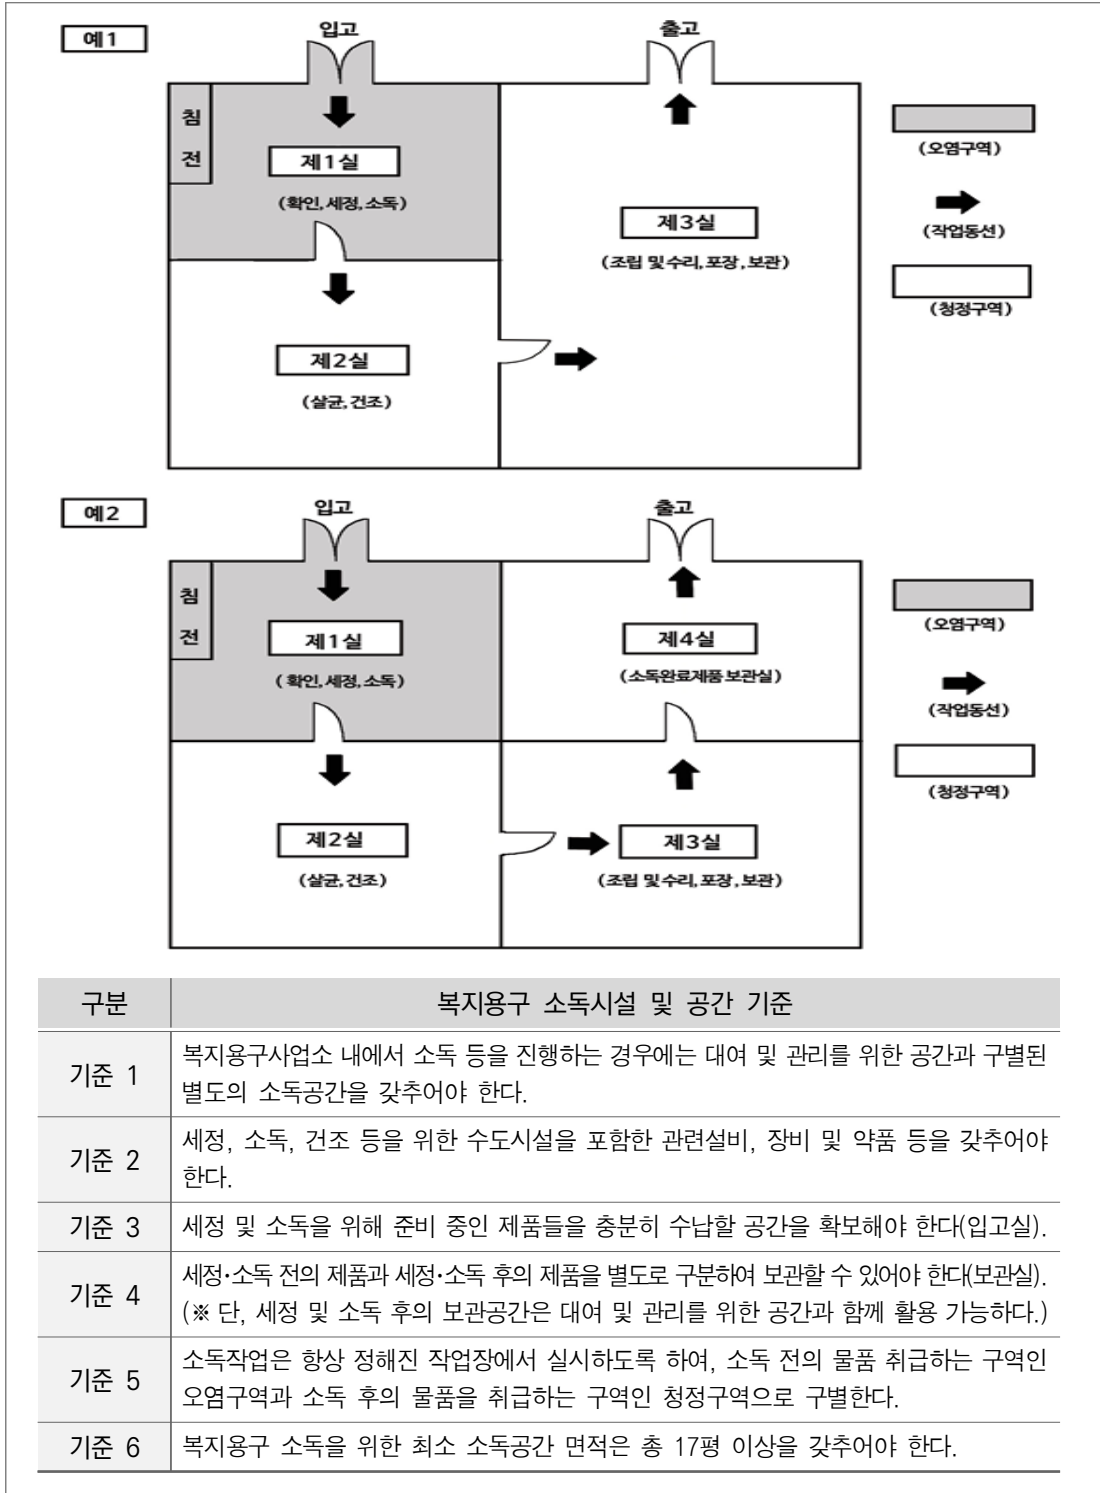 예1
입고
출고
침
전
제1실
(확인, 세정, 소독)
제3실
(조립 및 수리, 포장, 보관)
제2실
(살균, 건조)
(오염구역)
(작업동선)
(청정구역)
예2
입고
출고
침
전
제1실
(확인, 세정, 소독)
제4실
(소독완료제품 보관실)
제2실
(살균, 건조)
제3실
(조립 및 수리, 포장, 보관)
(오염구역)
(작업동선)
(청정구역)
구분 복지용구 소독시설 및 공간 기준
기준 1 복지용구사업소 내에서 소독 등을 진행하는 경우에는 대여 및 관리를 위한 공간과 구별된
별도의 소독공간을 갖추어야 한다.
기준 2 세정, 소독, 건조 등을 위한 수도시설을 포함한 관련설비, 장비 및 약품 등을 갖추어야
한다.
기준 3 세정 및 소독을 위해 준비 중인 제품들을 충분히 수납할 공간을 확보해야 한다(입고실).
기준 4 세정·소독 전의 제품과 세정·소독 후의 제품을 별도로 구분하여 보관할 수 있어야 한다(보관실).
(※ 단, 세정 및 소독 후의 보관공간은 대여 및 관리를 위한 공간과 함께 활용 가능하다.)
기준 5 소독작업은 항상 정해진 작업장에서 실시하도록 하여, 소독 전의 물품 취급하는 구역인
오염구역과 소독 후의 물품을 취급하는 구역인 청정구역으로 구별한다.
기준 6 복지용구 소독을 위한 최소 소독공간 면적은 총 17평 이상을 갖추어야 한다.